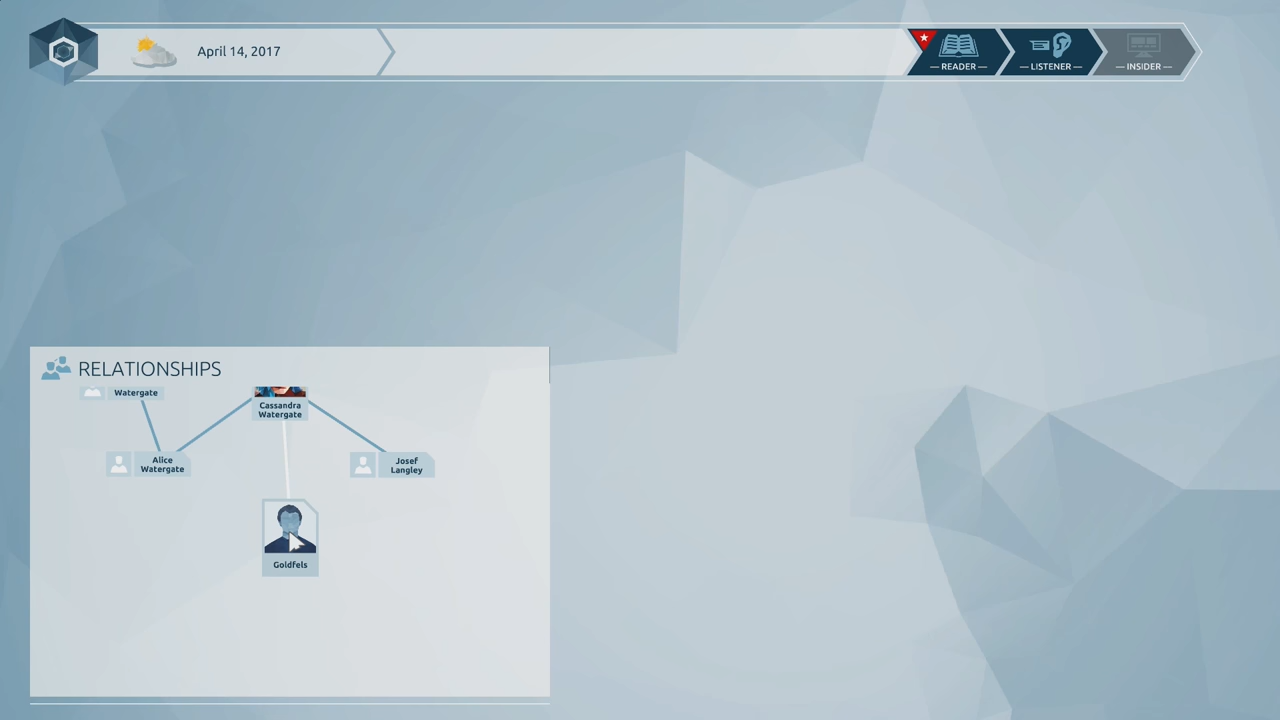 April 14, 2017
— READER —
— LISTENER —
— INSIDER —
RELATIONSHIPS
Watergate
Cassandra
Watergate
Alice
Watergate
Josef
Langley
Goldfels